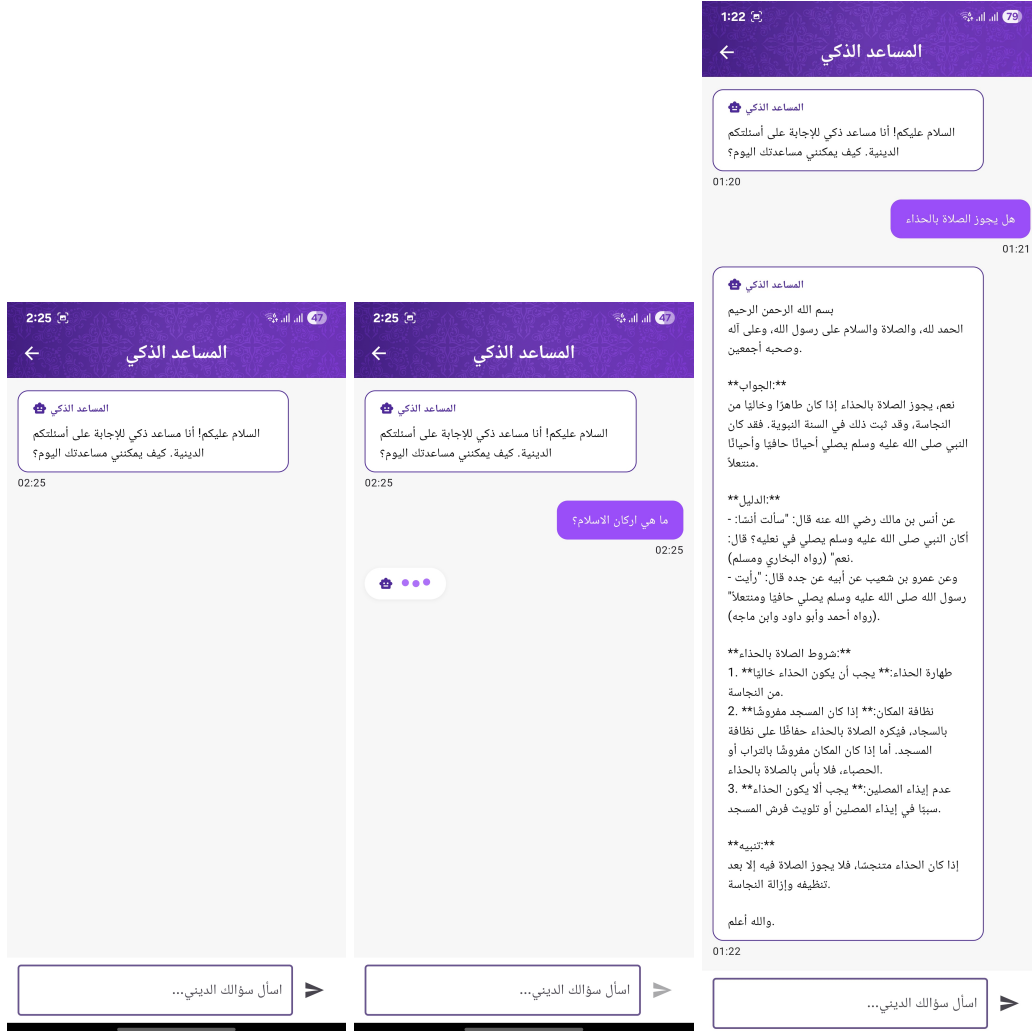 2:25
47
المساعد الذكي
المساعد الذكي
السلام عليكم! أنا مساعد ذكي للإجابة على أسئلتكم
الدينية. كيف يمكنني مساعدتك اليوم؟
02:25
اسأل سؤالك الديني...
2:25
47
المساعد الذكي
المساعد الذكي
السلام عليكم! أنا مساعد ذكي للإجابة على أسئلتكم
الدينية. كيف يمكنني مساعدتك اليوم؟
02:25
ما هي اركان الاسلام؟
02:25
اسأل سؤالك الديني...
1:22
79
المساعد الذكي
المساعد الذكي
السلام عليكم! أنا مساعد ذكي للإجابة على أسئلتكم
الدينية. كيف يمكنني مساعدتك اليوم؟
01:20
هل يجوز الصلاة بالحذاء
01:21
المساعد الذكي
بسم الله الرحمن الرحيم
الحمد لله، والصلاة والسلام على رسول الله، وعلى آله
وصحبه أجمعين.
**الجواب:**
نعم، يجوز الصلاة بالحذاء إذا كان طاهرًا وخاليًا من
النجاسة، وقد ثبت ذلك في السنة النبوية. فقد كان
النبي صلى الله عليه وسلم يصلي أحيانًا حافيًا وأحيانًا
منتعلاً.
**الدليل:**
- عن أنس بن مالك رضي الله عنه قال: "سألت أنسًا:
أكان النبي صلى الله عليه وسلم يصلي في نعليه؟ قال:
نعم" (رواه البخاري ومسلم).
- وعن عمرو بن شعيب عن أبيه عن جده قال: "رأيت
رسول الله صلى الله عليه وسلم يصلي حافيًا ومنتعلاً"
(رواه أحمد وأبو داود وابن ماجه).
**شروط الصلاة بالحذاء:**
1. **طهارة الحذاء:** يجب أن يكون الحذاء خاليًا
من النجاسة.
2. **نظافة المكان:** إذا كان المسجد مفروشًا
بالسجاد، فيُكره الصلاة بالحذاء حفاظًا على نظافة
المسجد. أما إذا كان المكان مفروشًا بالتراب أو
الحصباء، فلا بأس بالصلاة بالحذاء.
3. **عدم إيذاء المصلين:** يجب ألا يكون الحذاء
سببًا في إيذاء المصلين أو تلويث فرش المسجد.
**تنبيه:**
إذا كان الحذاء متنجسًا، فلا يجوز الصلاة فيه إلا بعد
تنظيفه وإزالة النجاسة.
والله أعلم.
01:22
اسأل سؤالك الديني...